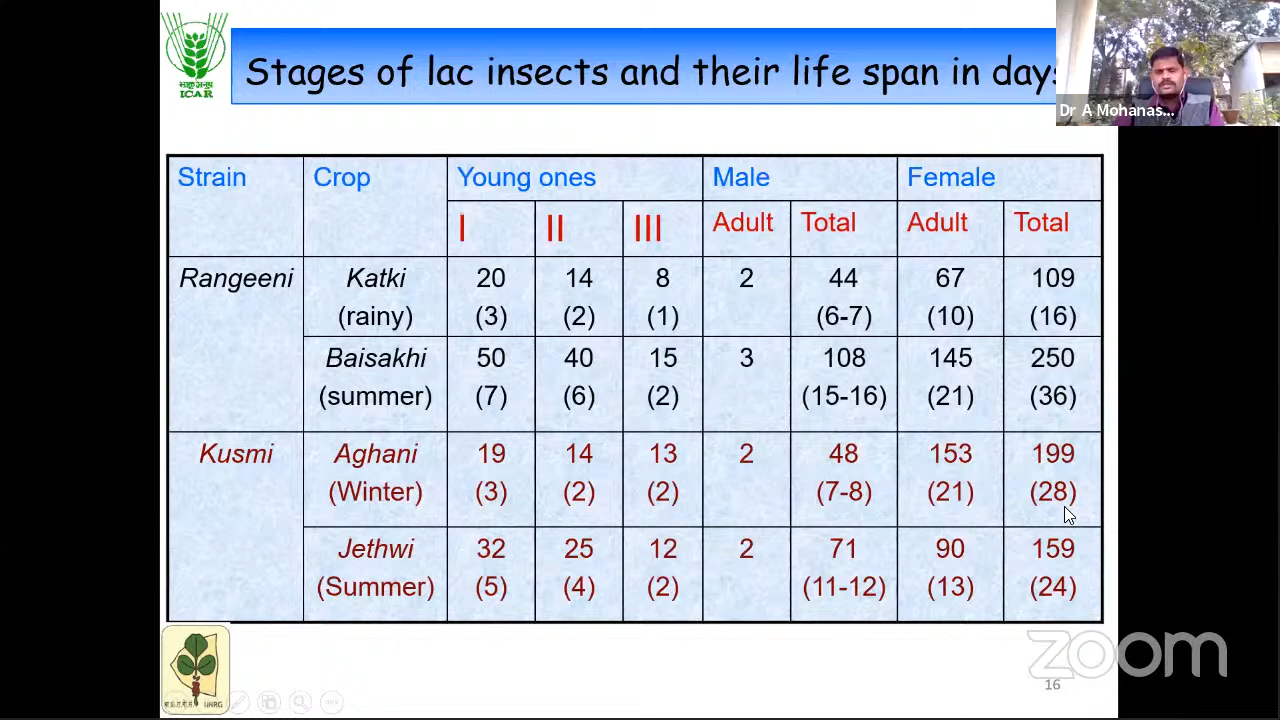 Stages of lac insects and their life span in days
Dr A Mohanas...
ICAR
Strain Crop Young ones Male Female
I II III Adult Total Adult Total
Rangeeni Katki 20 14 8 2 44 67 109
(rainy) (3) (2) (1) (6-7) (10) (16)
Baisakhi 50 40 15 3 108 145 250
(summer) (7) (6) (2) (15-16) (21) (36)
Kusmi Aghani 19 14 13 2 48 153 199
(Winter) (3) (2) (2) (7-8) (21) (28)
Jethwi 32 25 12 2 71 90 159
(Summer) (5) (4) (2) (11-12) (13) (24)
zoom
16